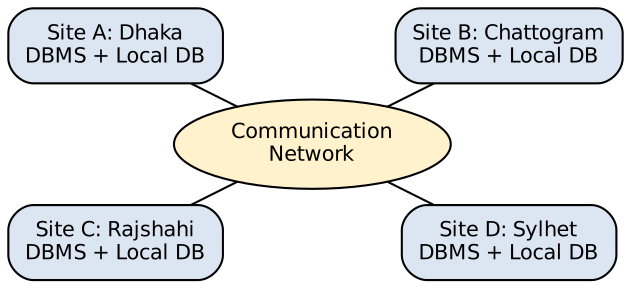 Site A: Dhaka
DBMS + Local DB
Site B: Chattogram
DBMS + Local DB
Communication
Network
Site C: Rajshahi
DBMS + Local DB
Site D: Sylhet
DBMS + Local DB